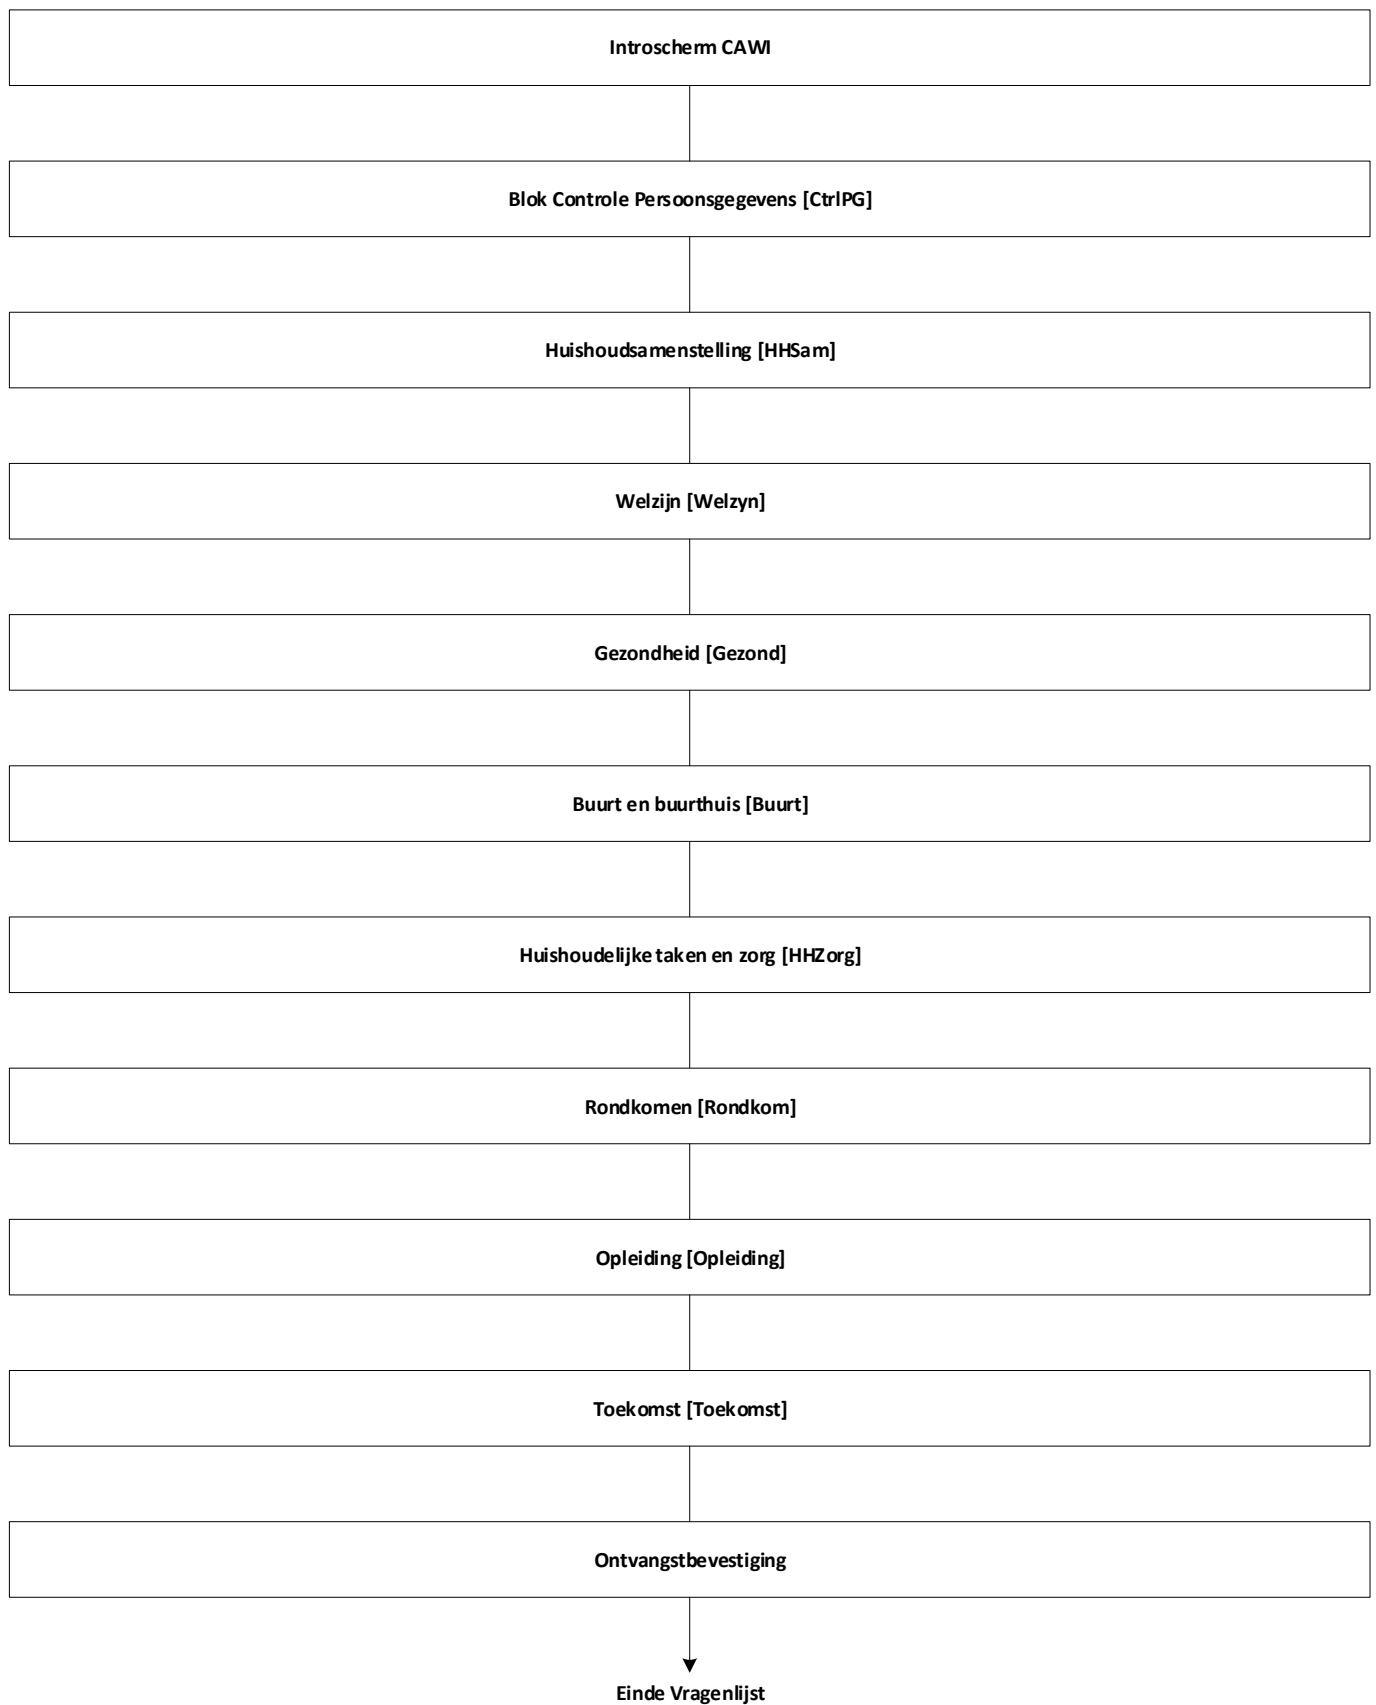 Introscherm CAWI
Blok Controle Persoonsgegevens [CtrlPG]
Huishoudsamenstelling [HHSam]
Welzijn [Welzyn]
Gezondheid [Gezond]
Buurt en buurthuis [Buurt]
Huishoudelijke taken en zorg [HHZorg]
Rondkomen [Rondkom]
Opleiding [Opleiding]
Toekomst [Toekomst]
Ontvangstbevestiging
Einde Vragenlijst